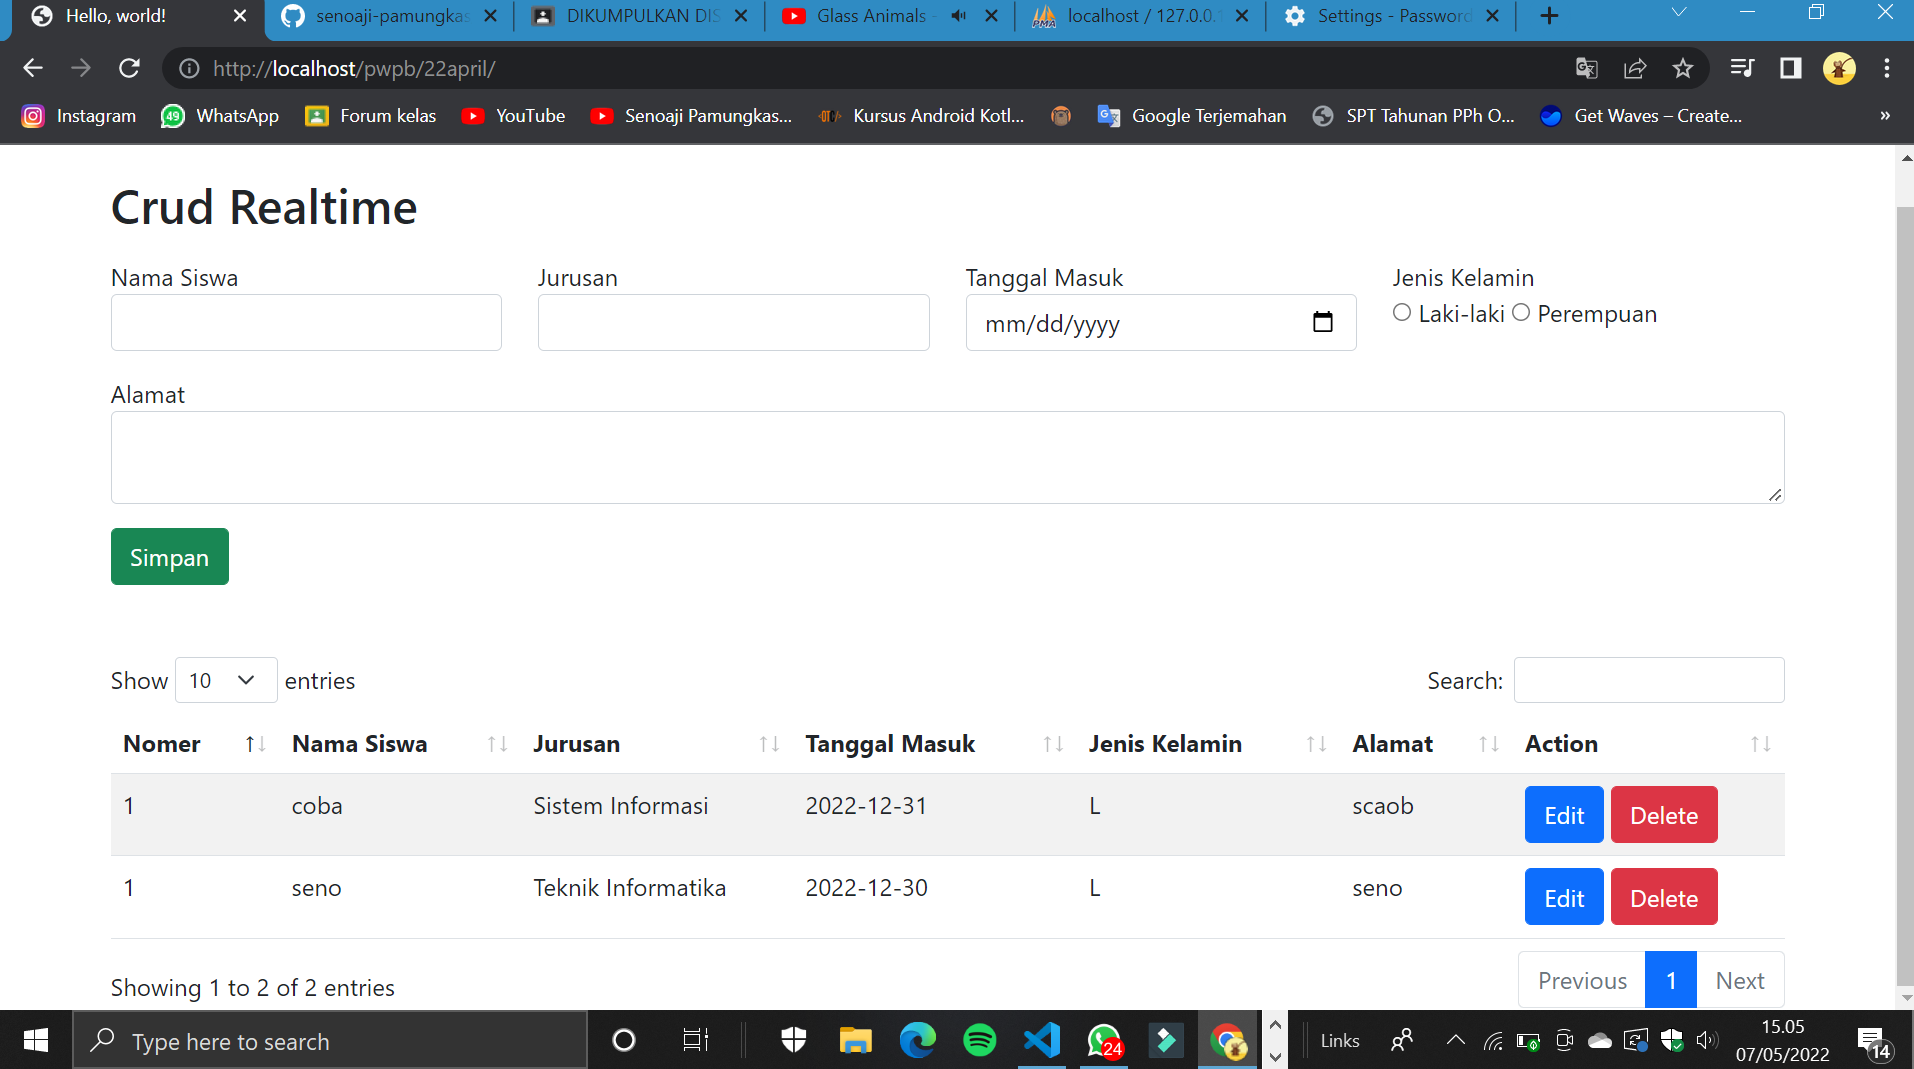 Hello, world! senoaji-pamungkas DIKUMPULKAN DIS Glass Animals - localhost / 127.0.0.1 Settings - Password
http://localhost/pwpb/22april/
Instagram 49 WhatsApp Forum kelas YouTube Senoaji Pamungkas... Kursus Android Kotl... Google Terjemahan SPT Tahunan PPh O... Get Waves – Create... »
Crud Realtime
Nama Siswa Jurusan Tanggal Masuk Jenis Kelamin
mm/dd/yyyy Laki-laki Perempuan
Alamat
Simpan
Show 10 entries Search:
Nomer Nama Siswa Jurusan Tanggal Masuk Jenis Kelamin Alamat Action
1 coba Sistem Informasi 2022-12-31 L scaob Edit Delete
1 seno Teknik Informatika 2022-12-30 L seno Edit Delete
Showing 1 to 2 of 2 entries Previous 1 Next
Type here to search 24 Links 15.05
07/05/2022 14